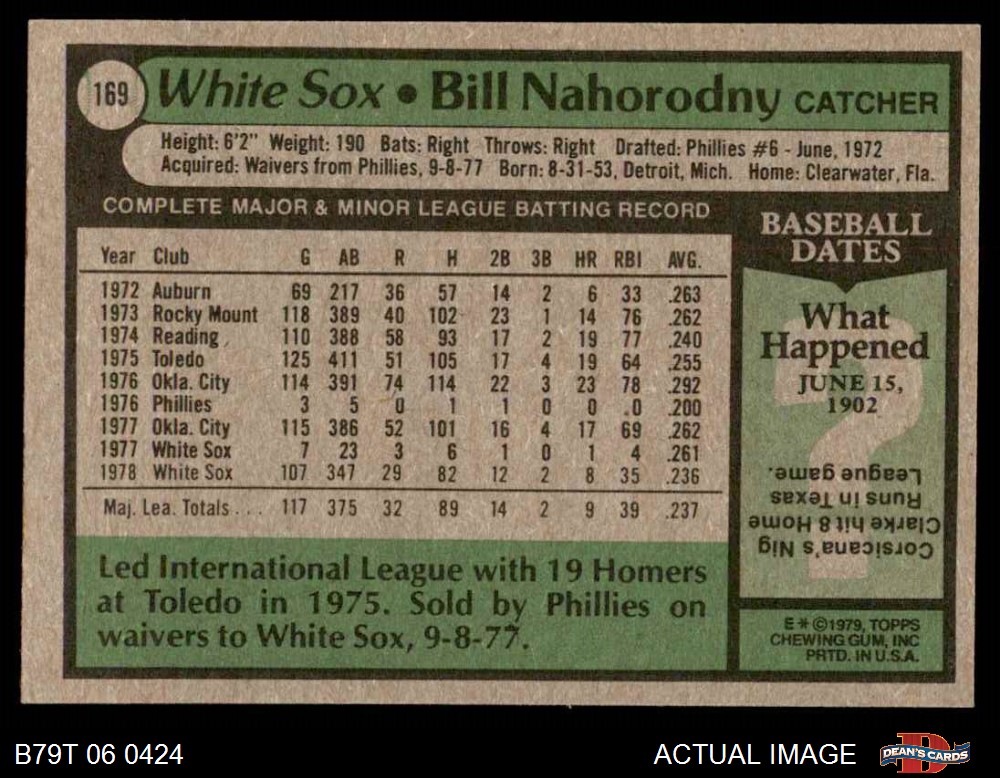 169
White Sox • Bill Nahorodny CATCHER
Height: 6'2" Weight: 190 Bats: Right Throws: Right Drafted: Phillies #6 - June, 1972
Acquired: Waivers from Phillies, 9-8-77 Born: 8-31-53, Detroit, Mich. Home: Clearwater, Fla.
COMPLETE MAJOR & MINOR LEAGUE BATTING RECORD
Year Club G AB R H 2B 3B HR RBI AVG.
1972 Auburn 69 217 36 57 14 2 6 33 .263
1973 Rocky Mount 118 389 40 102 23 1 14 76 .262
1974 Reading 110 388 58 93 17 2 19 77 .240
1975 Toledo 125 411 51 105 17 4 19 64 .255
1976 Okla. City 114 391 74 114 22 3 23 78 .292
1976 Phillies 3 5 0 1 1 0 0 .0 .200
1977 Okla. City 115 386 52 101 16 4 17 69 .262
1977 White Sox 7 23 3 6 1 0 1 4 .261
1978 White Sox 107 347 29 82 12 2 8 35 .236
Maj. Lea. Totals . . . 117 375 32 89 14 2 9 39 .237
Led International League with 19 Homers
at Toledo in 1975. Sold by Phillies on
waivers to White Sox, 9-8-77.
BASEBALL
DATES
What
Happened
JUNE 15,
1902
?
Corsicana's Nig
Clarke hit 8 Home
Runs in Texas
League game.
E * © 1979, TOPPS
CHEWING GUM, INC
PRTD. IN U.S.A.
B79T 06 0424
ACTUAL IMAGE
D
DEAN'S CARDS